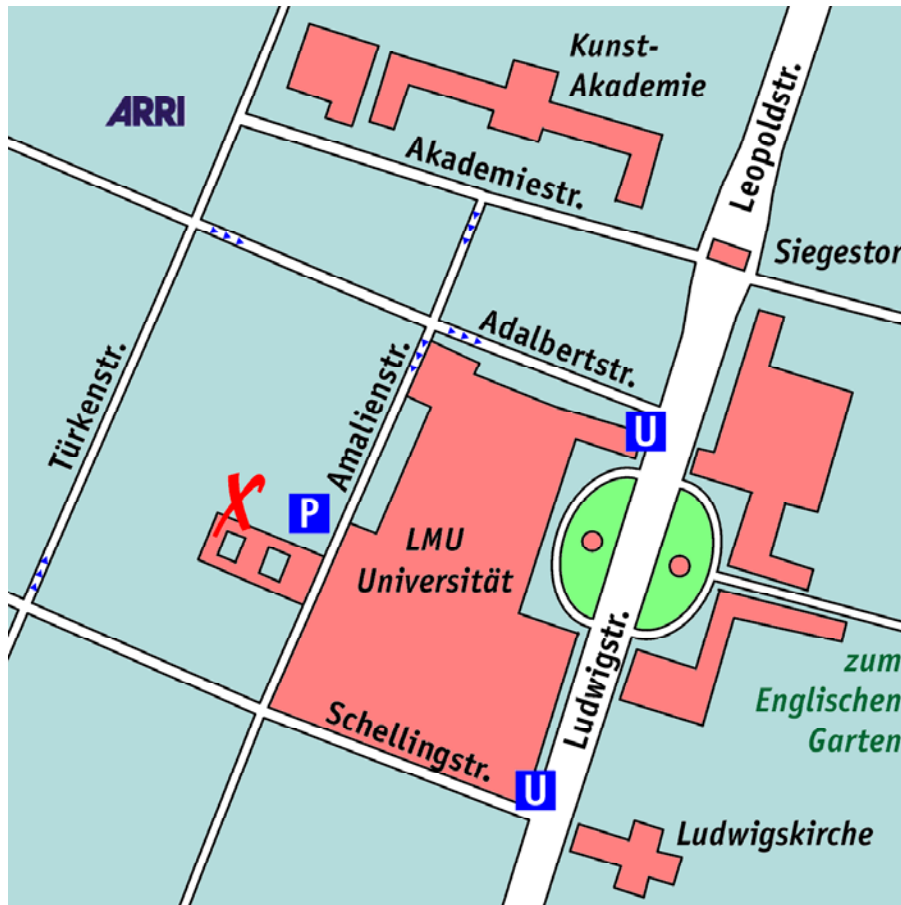 Kunst-
Akademie
ARRI
Leopoldstr.
Akademiestr.
Siegestor
Adalbertstr.
Türkenstr.
Amalienstr.
U
X
P
LMU
Universität
Ludwigstr.
zum
Englischen
Garten
Schellingstr.
U
Ludwigskirche